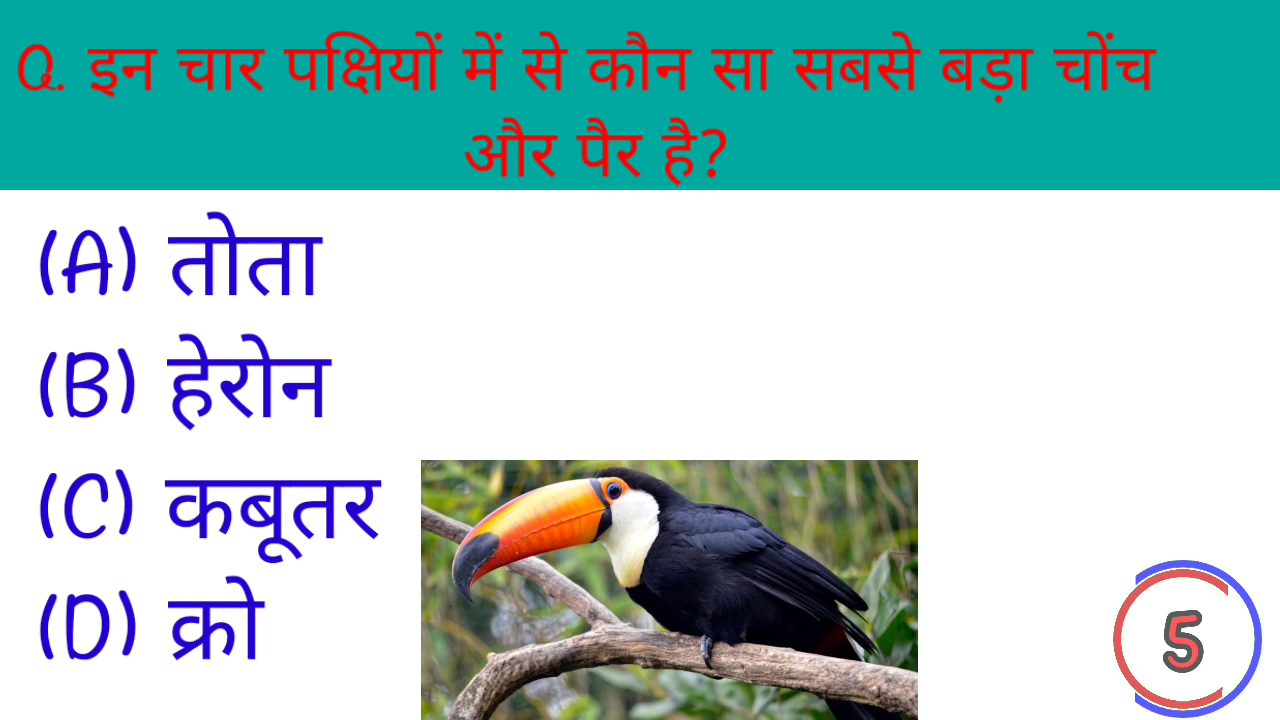 Q. इन चार पक्षियों में से कौन सा सबसे बड़ा चोंच
और पैर है?
(A) तोता
(B) हेरोन
(C) कबूतर
(D) क्रो
5